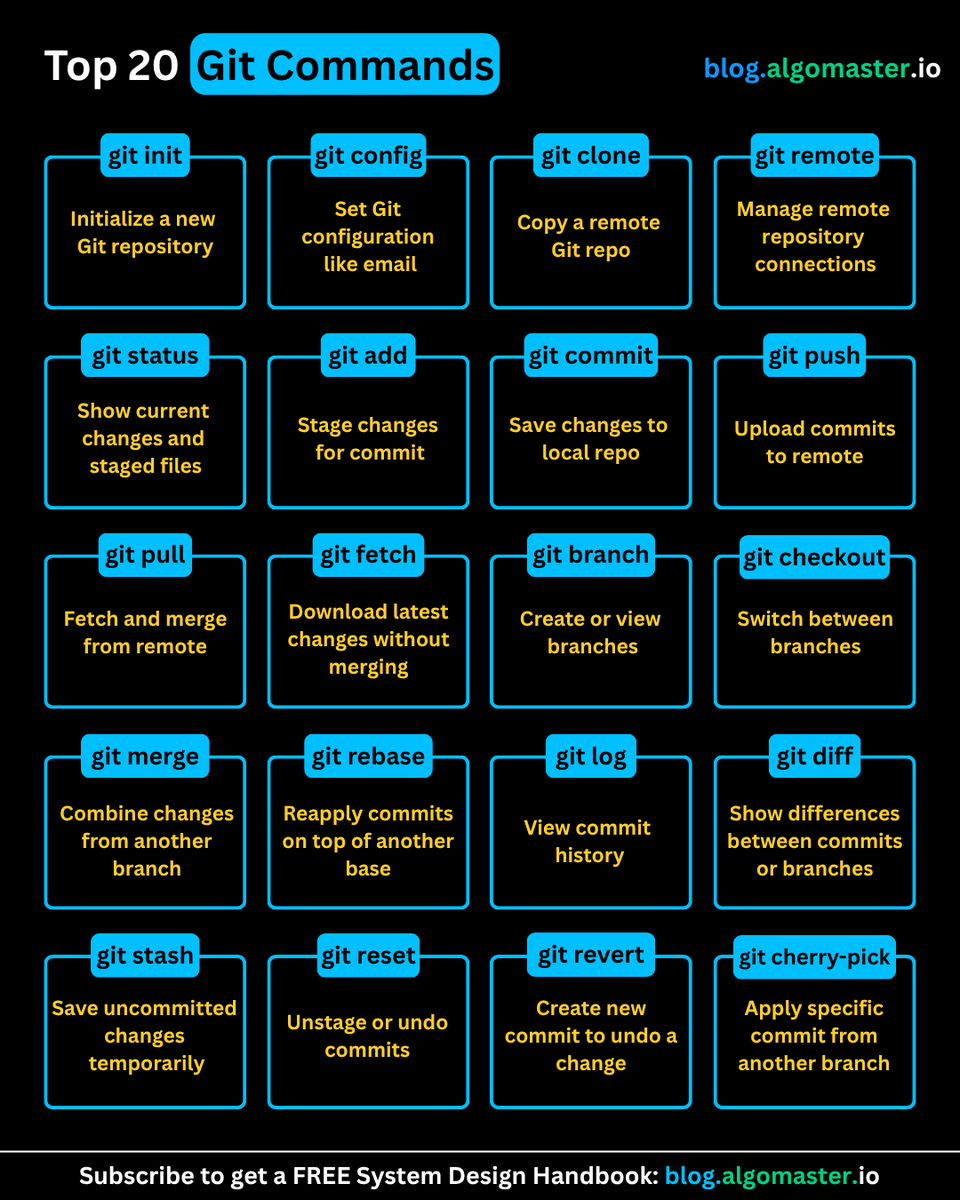 Top 20 Git Commands
blog.algomaster.io
git init
Initialize a new
Git repository
git config
Set Git
configuration
like email
git clone
Copy a remote
Git repo
git remote
Manage remote
repository
connections
git status
Show current
changes and
staged files
git add
Stage changes
for commit
git commit
Save changes to
local repo
git push
Upload commits
to remote
git pull
Fetch and merge
from remote
git fetch
Download latest
changes without
merging
git branch
Create or view
branches
git checkout
Switch between
branches
git merge
Combine changes
from another
branch
git rebase
Reapply commits
on top of another
base
git log
View commit
history
git diff
Show differences
between commits
or branches
git stash
Save uncommitted
changes
temporarily
git reset
Unstage or undo
commits
git revert
Create new
commit to undo a
change
git cherry-pick
Apply specific
commit from
another branch
Subscribe to get a FREE System Design Handbook: blog.algomaster.io